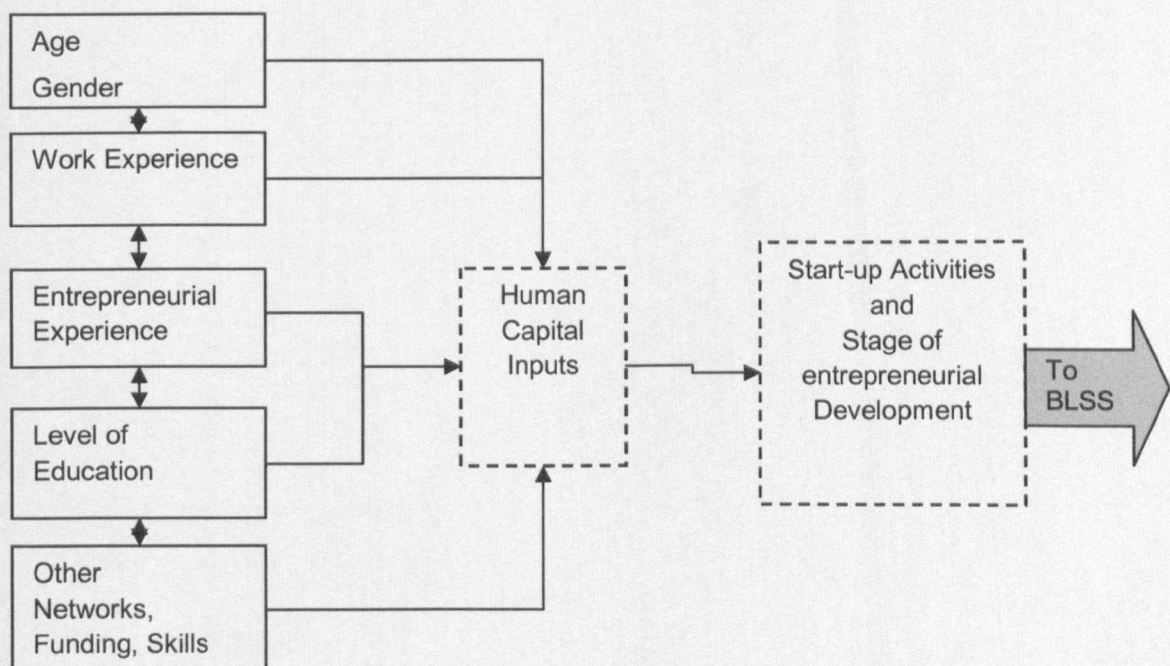 Age
Gender
Work Experience
Entrepreneurial
Experience
Level of
Education
Other
Networks,
Funding, Skills
Human
Capital
Inputs
Start-up Activities
and
Stage of
entrepreneurial
Development
To
BLSS